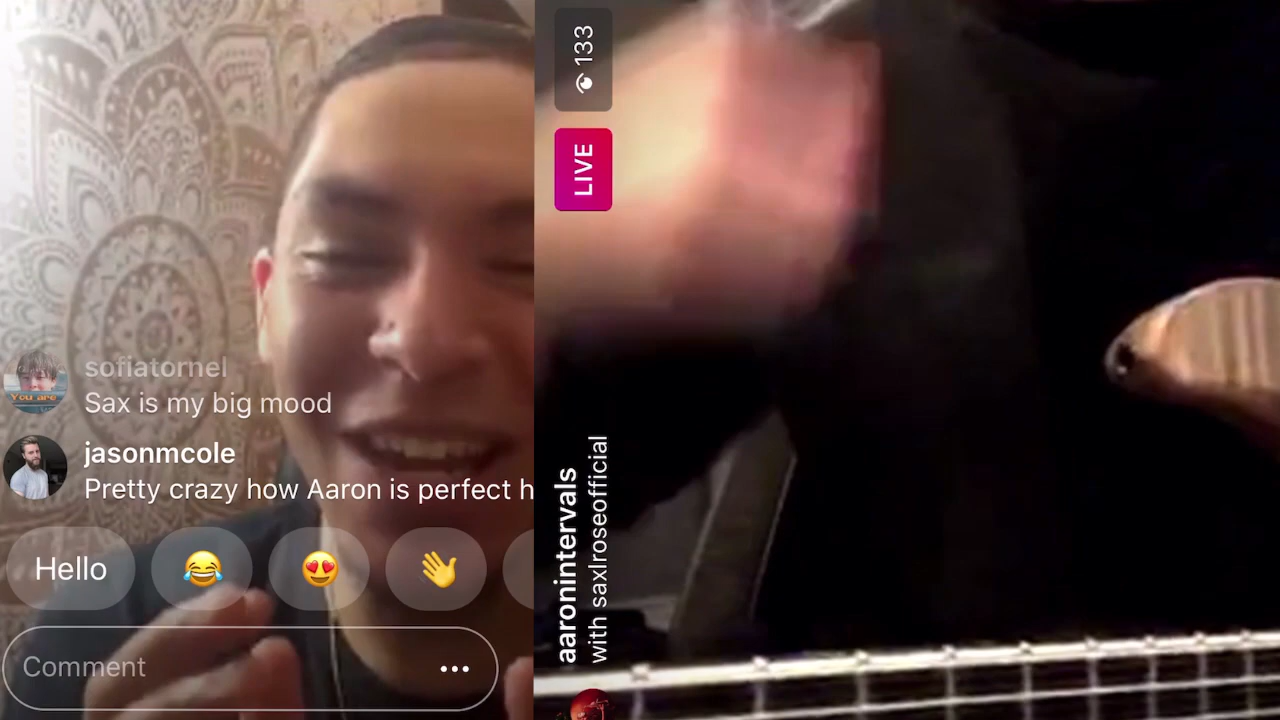 sofiatornel
Sax is my big mood
jasonmcole
Pretty crazy how Aaron is perfect h
Hello
Comment
133
LIVE
aaronintervals
with saxlroseofficial